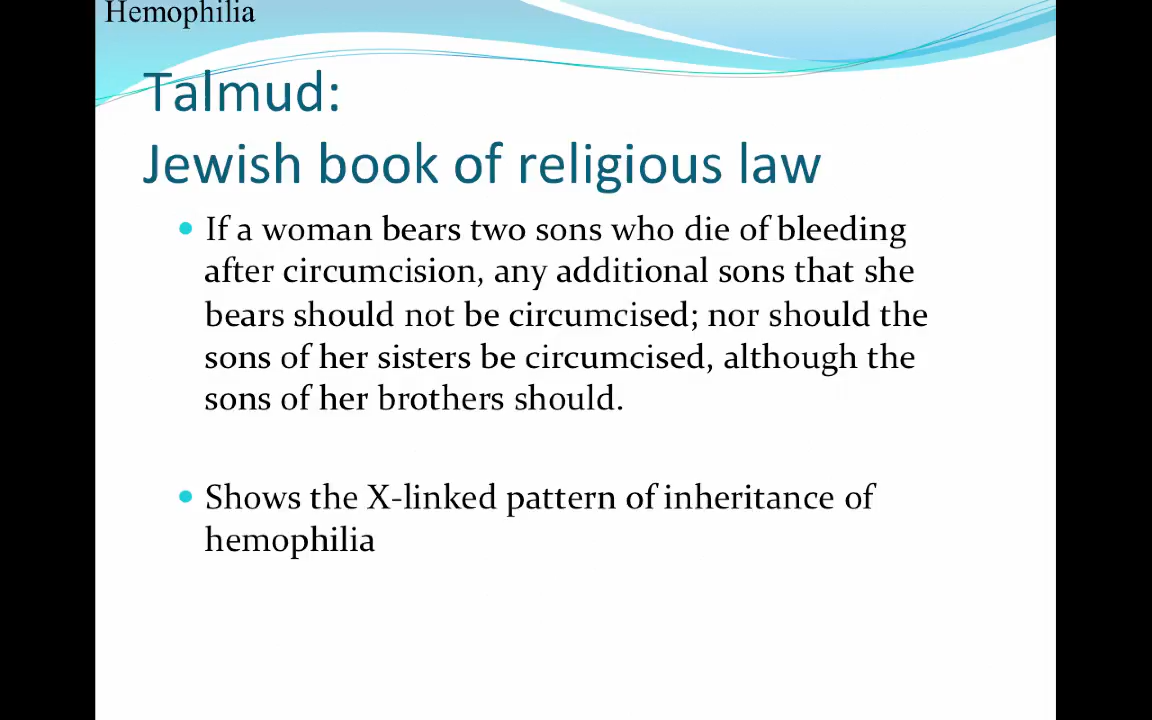 Hemophilia
Talmud:
Jewish book of religious law
• If a woman bears two sons who die of bleeding
after circumcision, any additional sons that she
bears should not be circumcised; nor should the
sons of her sisters be circumcised, although the
sons of her brothers should.
• Shows the X-linked pattern of inheritance of
hemophilia